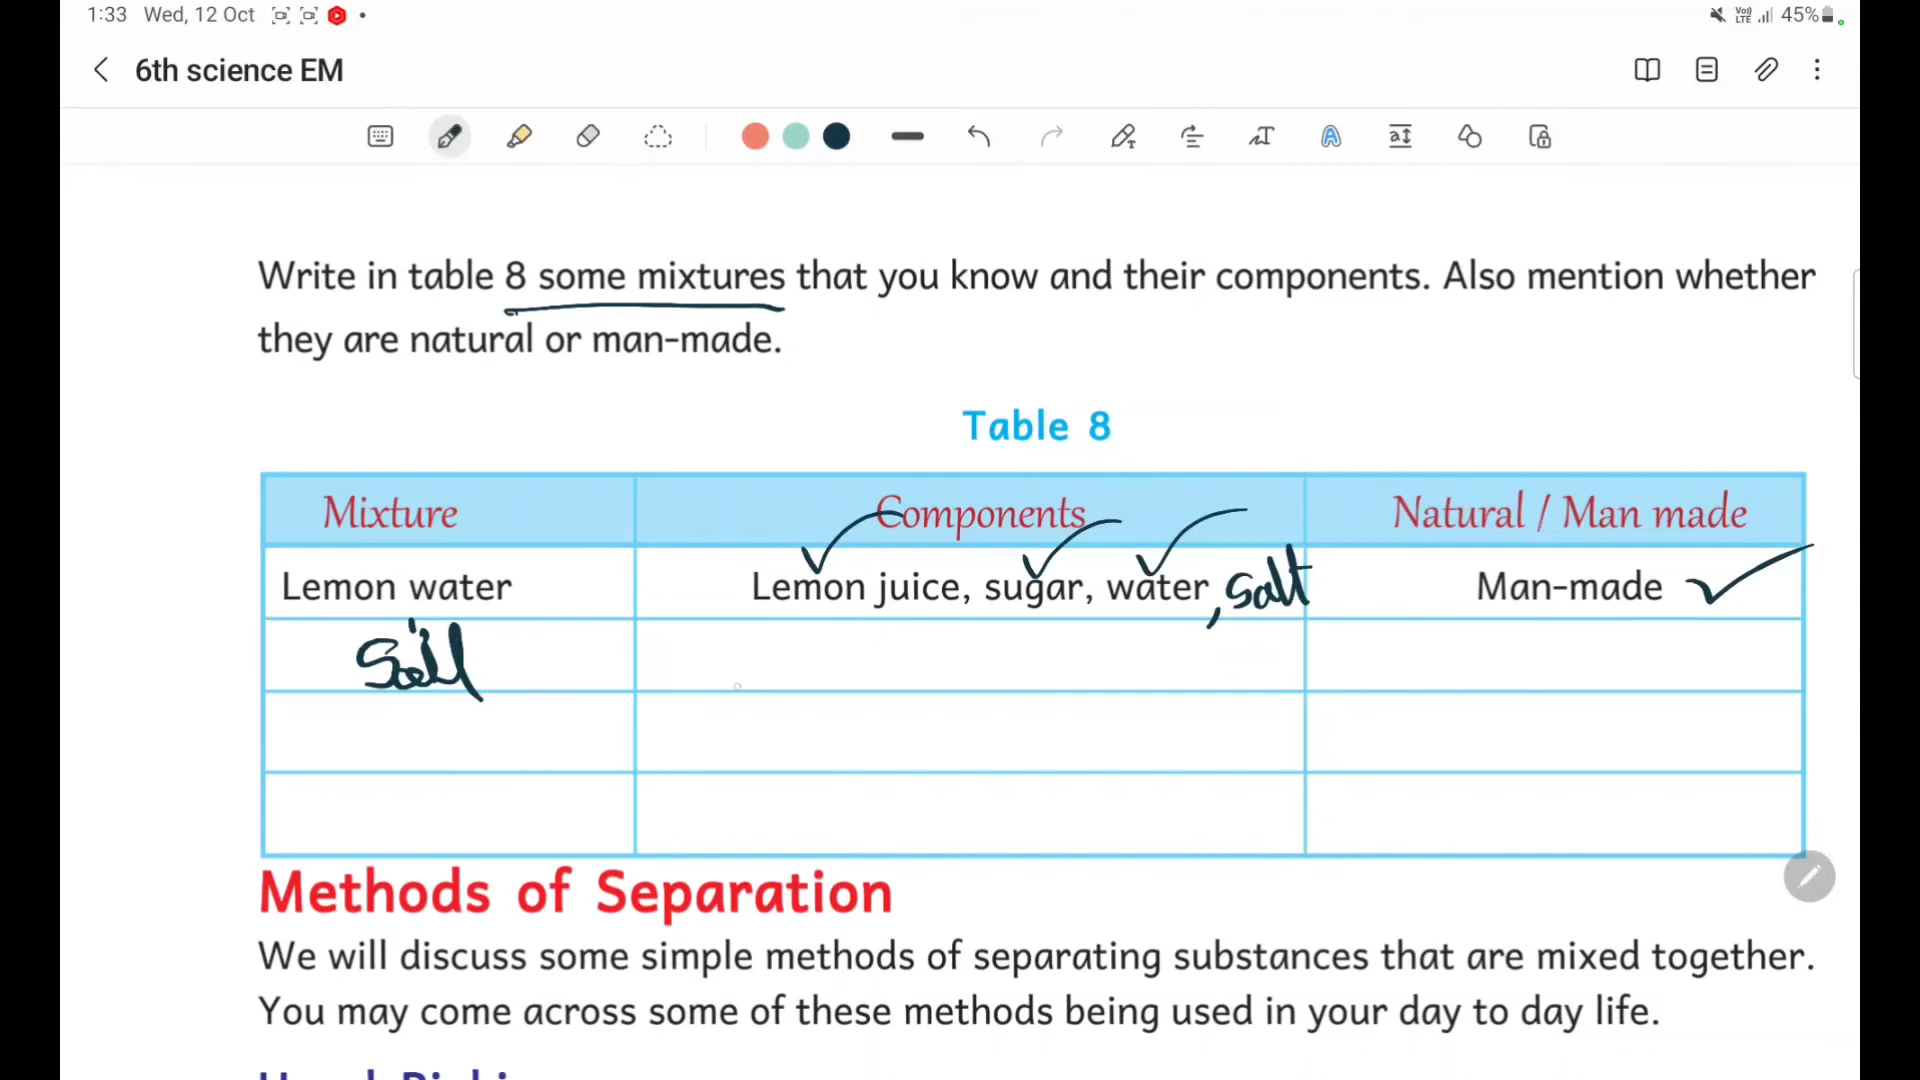 1:33 Wed, 12 Oct
Vo) LTE 45%
6th science EM
Write in table 8 some mixtures that you know and their components. Also mention whether
they are natural or man-made.
Table 8
Mixture Components Natural / Man made
Lemon water Lemon juice, sugar, water, salt Man-made
Soil
Methods of Separation
We will discuss some simple methods of separating substances that are mixed together.
You may come across some of these methods being used in your day to day life.